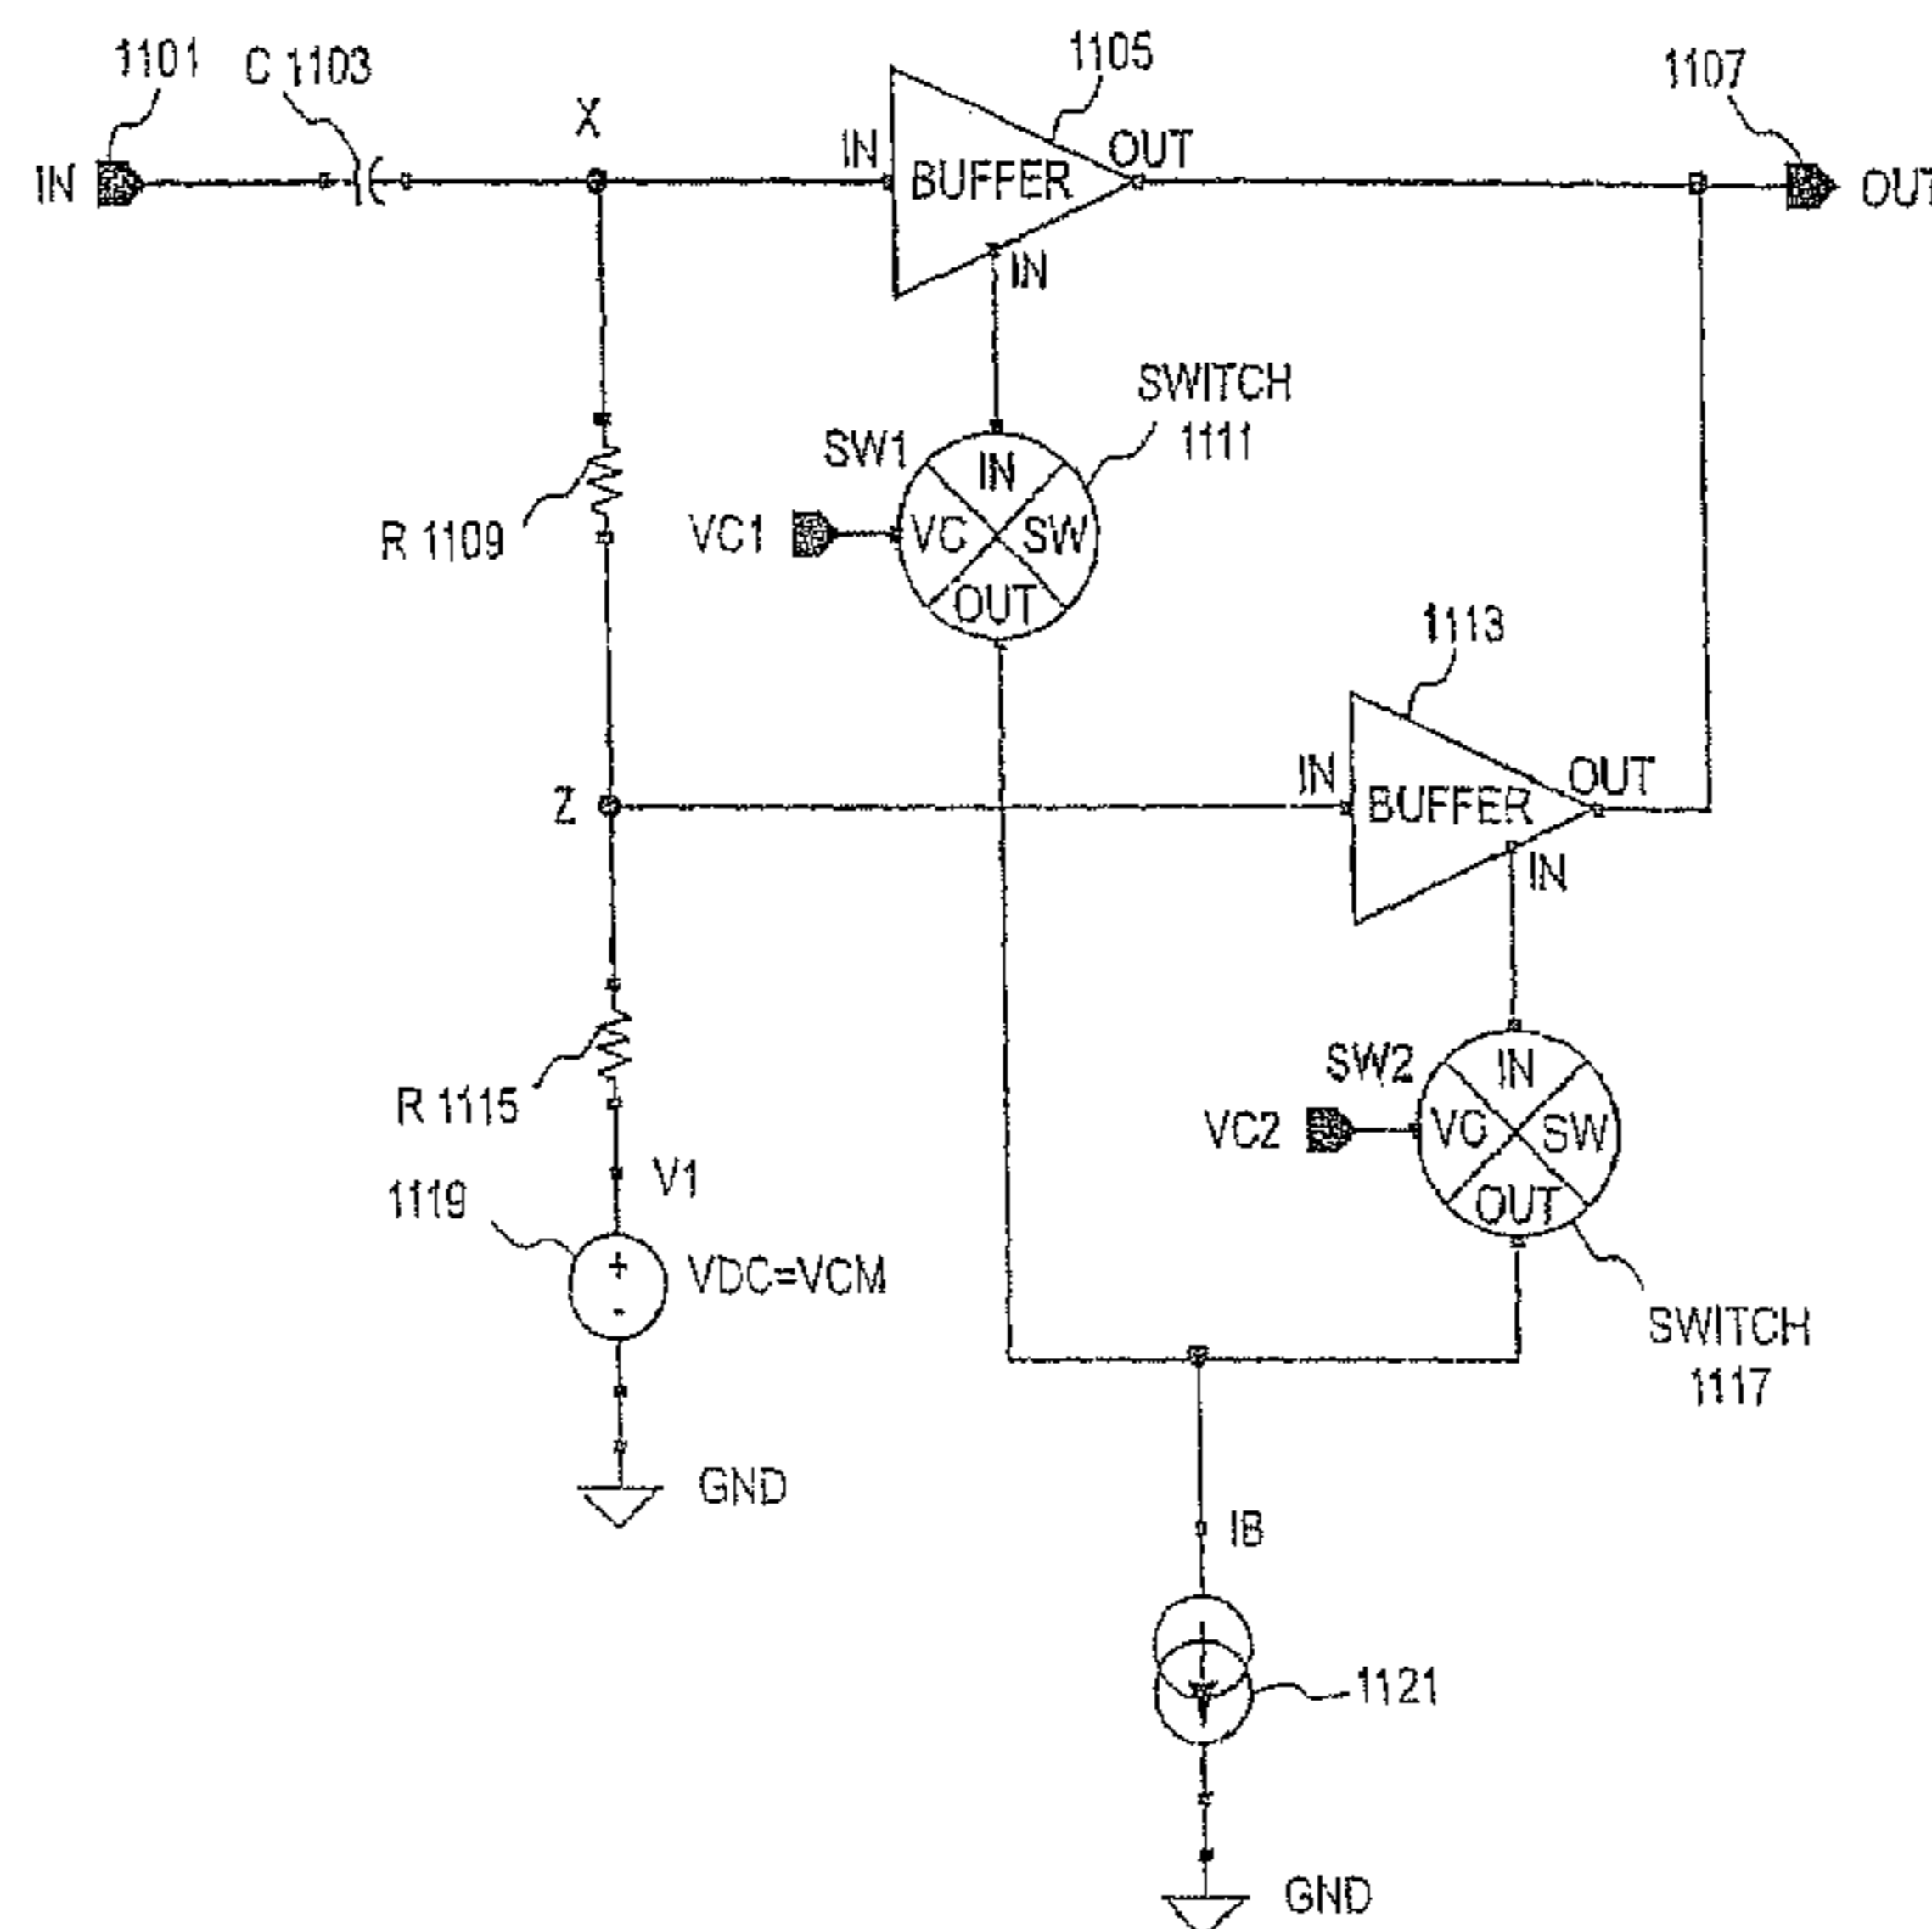 1101
C 1103
X
1105
1107
IN
IN
BUFFER
OUT
IN
OUT
SWITCH
1111
SW1
IN
VC1
VC
SW
OUT
R 1109
1113
Z
IN
BUFFER
OUT
IN
SW2
IN
VC2
VC
SW
OUT
R 1115
V1
1119
VDC=VCM
+
-
SWITCH
1117
GND
IB
1121
GND